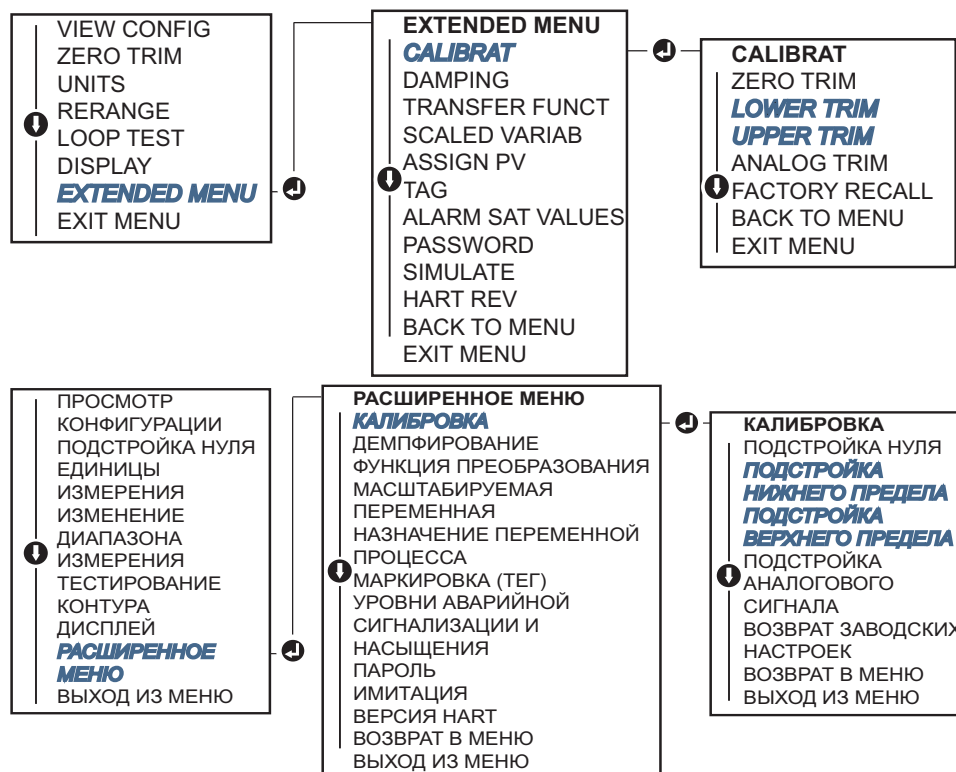 VIEW CONFIG
ZERO TRIM
UNITS
RERANGE
LOOP TEST
DISPLAY
EXTENDED MENU
EXIT MENU
EXTENDED MENU
CALIBRAT
DAMPING
TRANSFER FUNCT
SCALED VARIAB
ASSIGN PV
TAG
ALARM SAT VALUES
PASSWORD
SIMULATE
HART REV
BACK TO MENU
EXIT MENU
CALIBRAT
ZERO TRIM
LOWER TRIM
UPPER TRIM
ANALOG TRIM
FACTORY RECALL
BACK TO MENU
EXIT MENU
ПРОСМОТР
КОНФИГУРАЦИИ
ПОДСТРОЙКА НУЛЯ
ЕДИНИЦЫ
ИЗМЕРЕНИЯ
ИЗМЕНЕНИЕ
ДИАПАЗОНА
ИЗМЕРЕНИЯ
ТЕСТИРОВАНИЕ
КОНТУРА
ДИСПЛЕЙ
РАСШИРЕННОЕ
МЕНЮ
ВЫХОД ИЗ МЕНЮ
РАСШИРЕННОЕ МЕНЮ
КАЛИБРОВКА
ДЕМПФИРОВАНИЕ
ФУНКЦИЯ ПРЕОБРАЗОВАНИЯ
МАСШТАБИРУЕМАЯ
ПЕРЕМЕННАЯ
НАЗНАЧЕНИЕ ПЕРЕМЕННОЙ
ПРОЦЕССА
МАРКИРОВКА (ТЕГ)
УРОВНИ АВАРИЙНОЙ
СИГНАЛИЗАЦИИ И
НАСЫЩЕНИЯ
ПАРОЛЬ
ИМИТАЦИЯ
ВЕРСИЯ HART
ВОЗВРАТ В МЕНЮ
ВЫХОД ИЗ МЕНЮ
КАЛИБРОВКА
ПОДСТРОЙКА НУЛЯ
ПОДСТРОЙКА
НИЖНЕГО ПРЕДЕЛА
ПОДСТРОЙКА
ВЕРХНЕГО ПРЕДЕЛА
ПОДСТРОЙКА
АНАЛОГОВОГО
СИГНАЛА
ВОЗВРАТ ЗАВОДСКИХ
НАСТРОЕК
ВОЗВРАТ В МЕНЮ
ВЫХОД ИЗ МЕНЮ